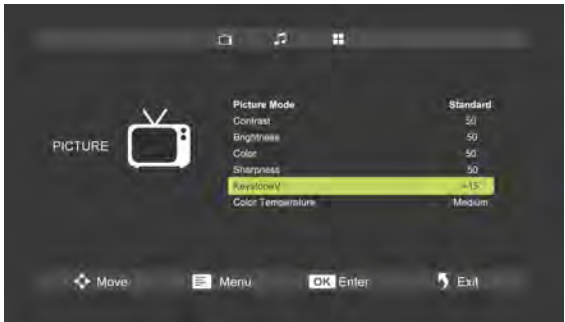 PICTURE
Picture Mode Standard
Contrast 50
Brightness 50
Color 50
Sharpness 50
KeystoneV
Color Temperature Medium
Move Menu OK Enter Exit